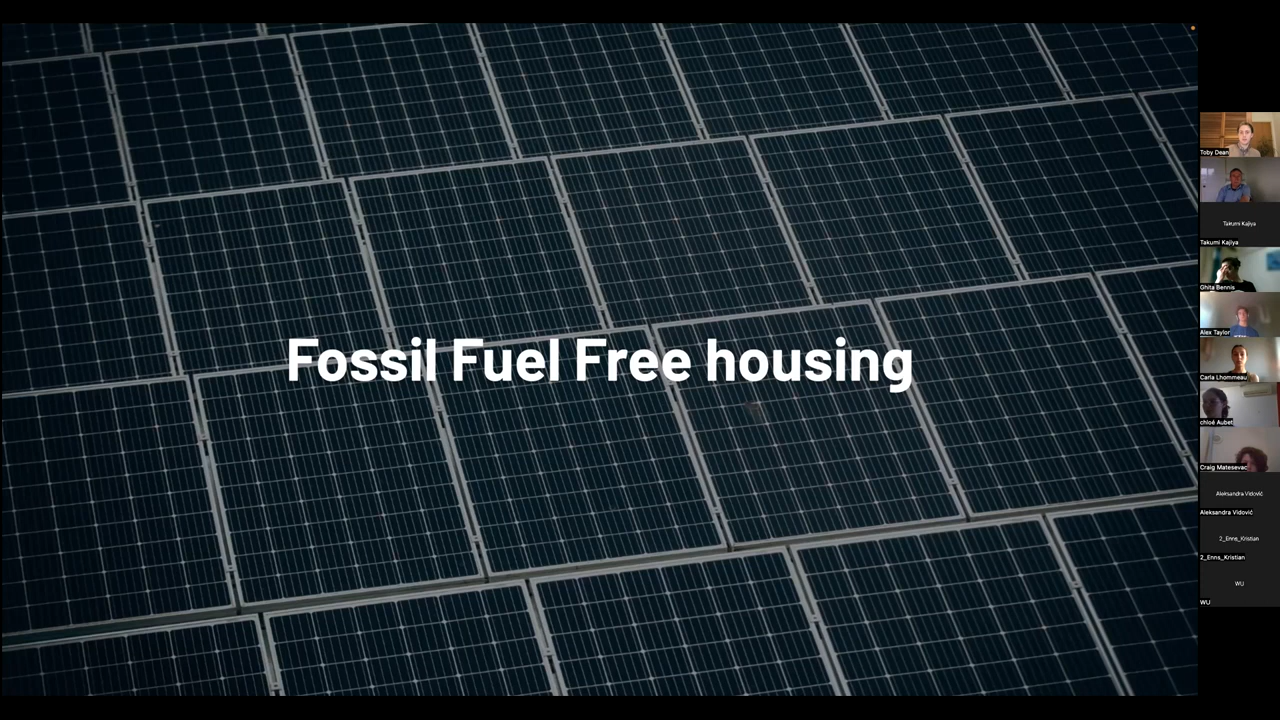 Fossil Fuel Free housing
Toby Dean
Takumi Kajiya
Takumi Kajiya
Ghita Bennis
Alex Taylor
Carla Lhommeau
chloé Aubet
Craig Matesevac
Aleksandra Vidović
Aleksandra Vidović
2_Enns_Kristian
2_Enns_Kristian
WU
WU